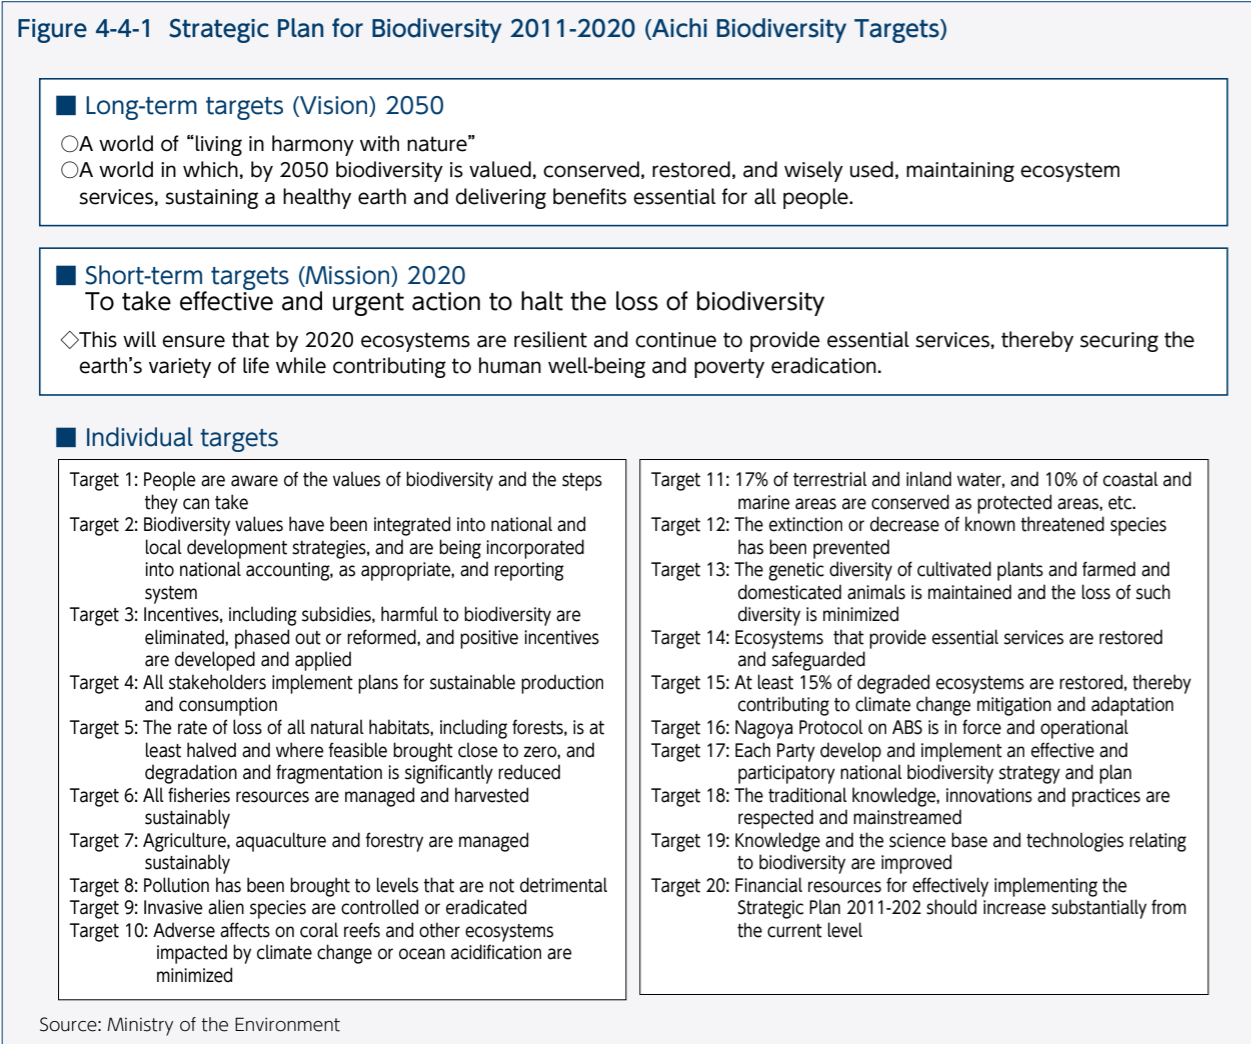 Figure 4-4-1 Strategic Plan for Biodiversity 2011-2020 (Aichi Biodiversity Targets)
■ Long-term targets (Vision) 2050
○A world of “living in harmony with nature”
○A world in which, by 2050 biodiversity is valued, conserved, restored, and wisely used, maintaining ecosystem
services, sustaining a healthy earth and delivering benefits essential for all people.
■ Short-term targets (Mission) 2020
To take effective and urgent action to halt the loss of biodiversity
◇This will ensure that by 2020 ecosystems are resilient and continue to provide essential services, thereby securing the
earth’s variety of life while contributing to human well-being and poverty eradication.
■ Individual targets
Target 1: People are aware of the values of biodiversity and the steps
they can take
Target 2: Biodiversity values have been integrated into national and
local development strategies, and are being incorporated
into national accounting, as appropriate, and reporting
system
Target 3: Incentives, including subsidies, harmful to biodiversity are
eliminated, phased out or reformed, and positive incentives
are developed and applied
Target 4: All stakeholders implement plans for sustainable production
and consumption
Target 5: The rate of loss of all natural habitats, including forests, is at
least halved and where feasible brought close to zero, and
degradation and fragmentation is significantly reduced
Target 6: All fisheries resources are managed and harvested
sustainably
Target 7: Agriculture, aquaculture and forestry are managed
sustainably
Target 8: Pollution has been brought to levels that are not detrimental
Target 9: Invasive alien species are controlled or eradicated
Target 10: Adverse affects on coral reefs and other ecosystems
impacted by climate change or ocean acidification are
minimized
Target 11: 17% of terrestrial and inland water, and 10% of coastal and
marine areas are conserved as protected areas, etc.
Target 12: The extinction or decrease of known threatened species
has been prevented
Target 13: The genetic diversity of cultivated plants and farmed and
domesticated animals is maintained and the loss of such
diversity is minimized
Target 14: Ecosystems that provide essential services are restored
and safeguarded
Target 15: At least 15% of degraded ecosystems are restored, thereby
contributing to climate change mitigation and adaptation
Target 16: Nagoya Protocol on ABS is in force and operational
Target 17: Each Party develop and implement an effective and
participatory national biodiversity strategy and plan
Target 18: The traditional knowledge, innovations and practices are
respected and mainstreamed
Target 19: Knowledge and the science base and technologies relating
to biodiversity are improved
Target 20: Financial resources for effectively implementing the
Strategic Plan 2011-202 should increase substantially from
the current level
Source: Ministry of the Environment